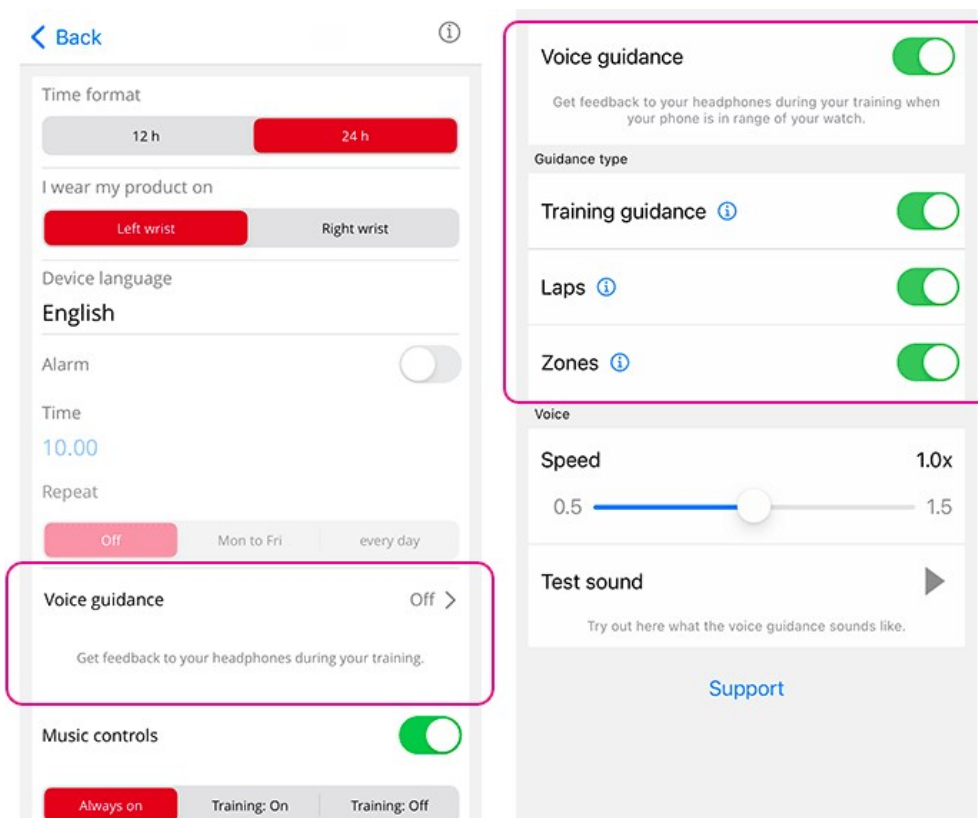 Back
Time format
12 h
24 h
I wear my product on
Left wrist
Right wrist
Device language
English
Alarm
Time
10.00
Repeat
Off
Mon to Fri
every day
Voice guidance
Off
Get feedback to your headphones during your training.
Music controls
Always on
Training: On
Training: Off
Voice guidance
Get feedback to your headphones during your training when
your phone is in range of your watch.
Guidance type
Training guidance
Laps
Zones
Voice
Speed
1.0x
0.5
1.5
Test sound
Try out here what the voice guidance sounds like.
Support